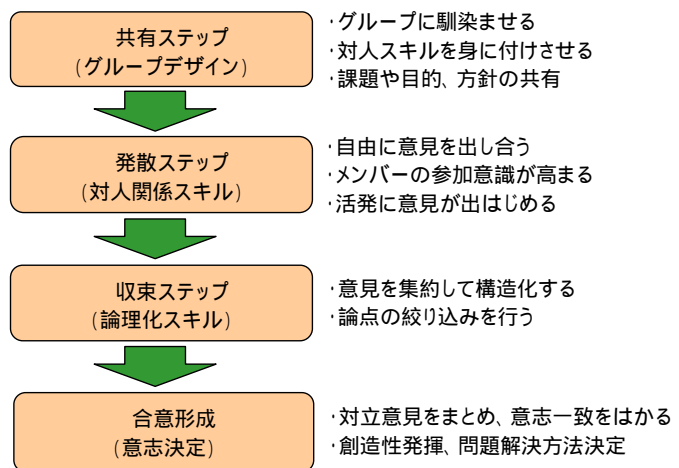 共有ステップ
(グループデザイン)
・グループに馴染ませる
・対人スキルを身に付けさせる
・課題や目的、方針の共有
発散ステップ
(対人関係スキル)
・自由に意見を出し合う
・メンバーの参加意識が高まる
・活発に意見が出はじめる
収束ステップ
(論理化スキル)
・意見を集約して構造化する
・論点の絞り込みを行う
合意形成
(意志決定)
・対立意見をまとめ、意志一致をはかる
・創造性発揮、問題解決方法決定